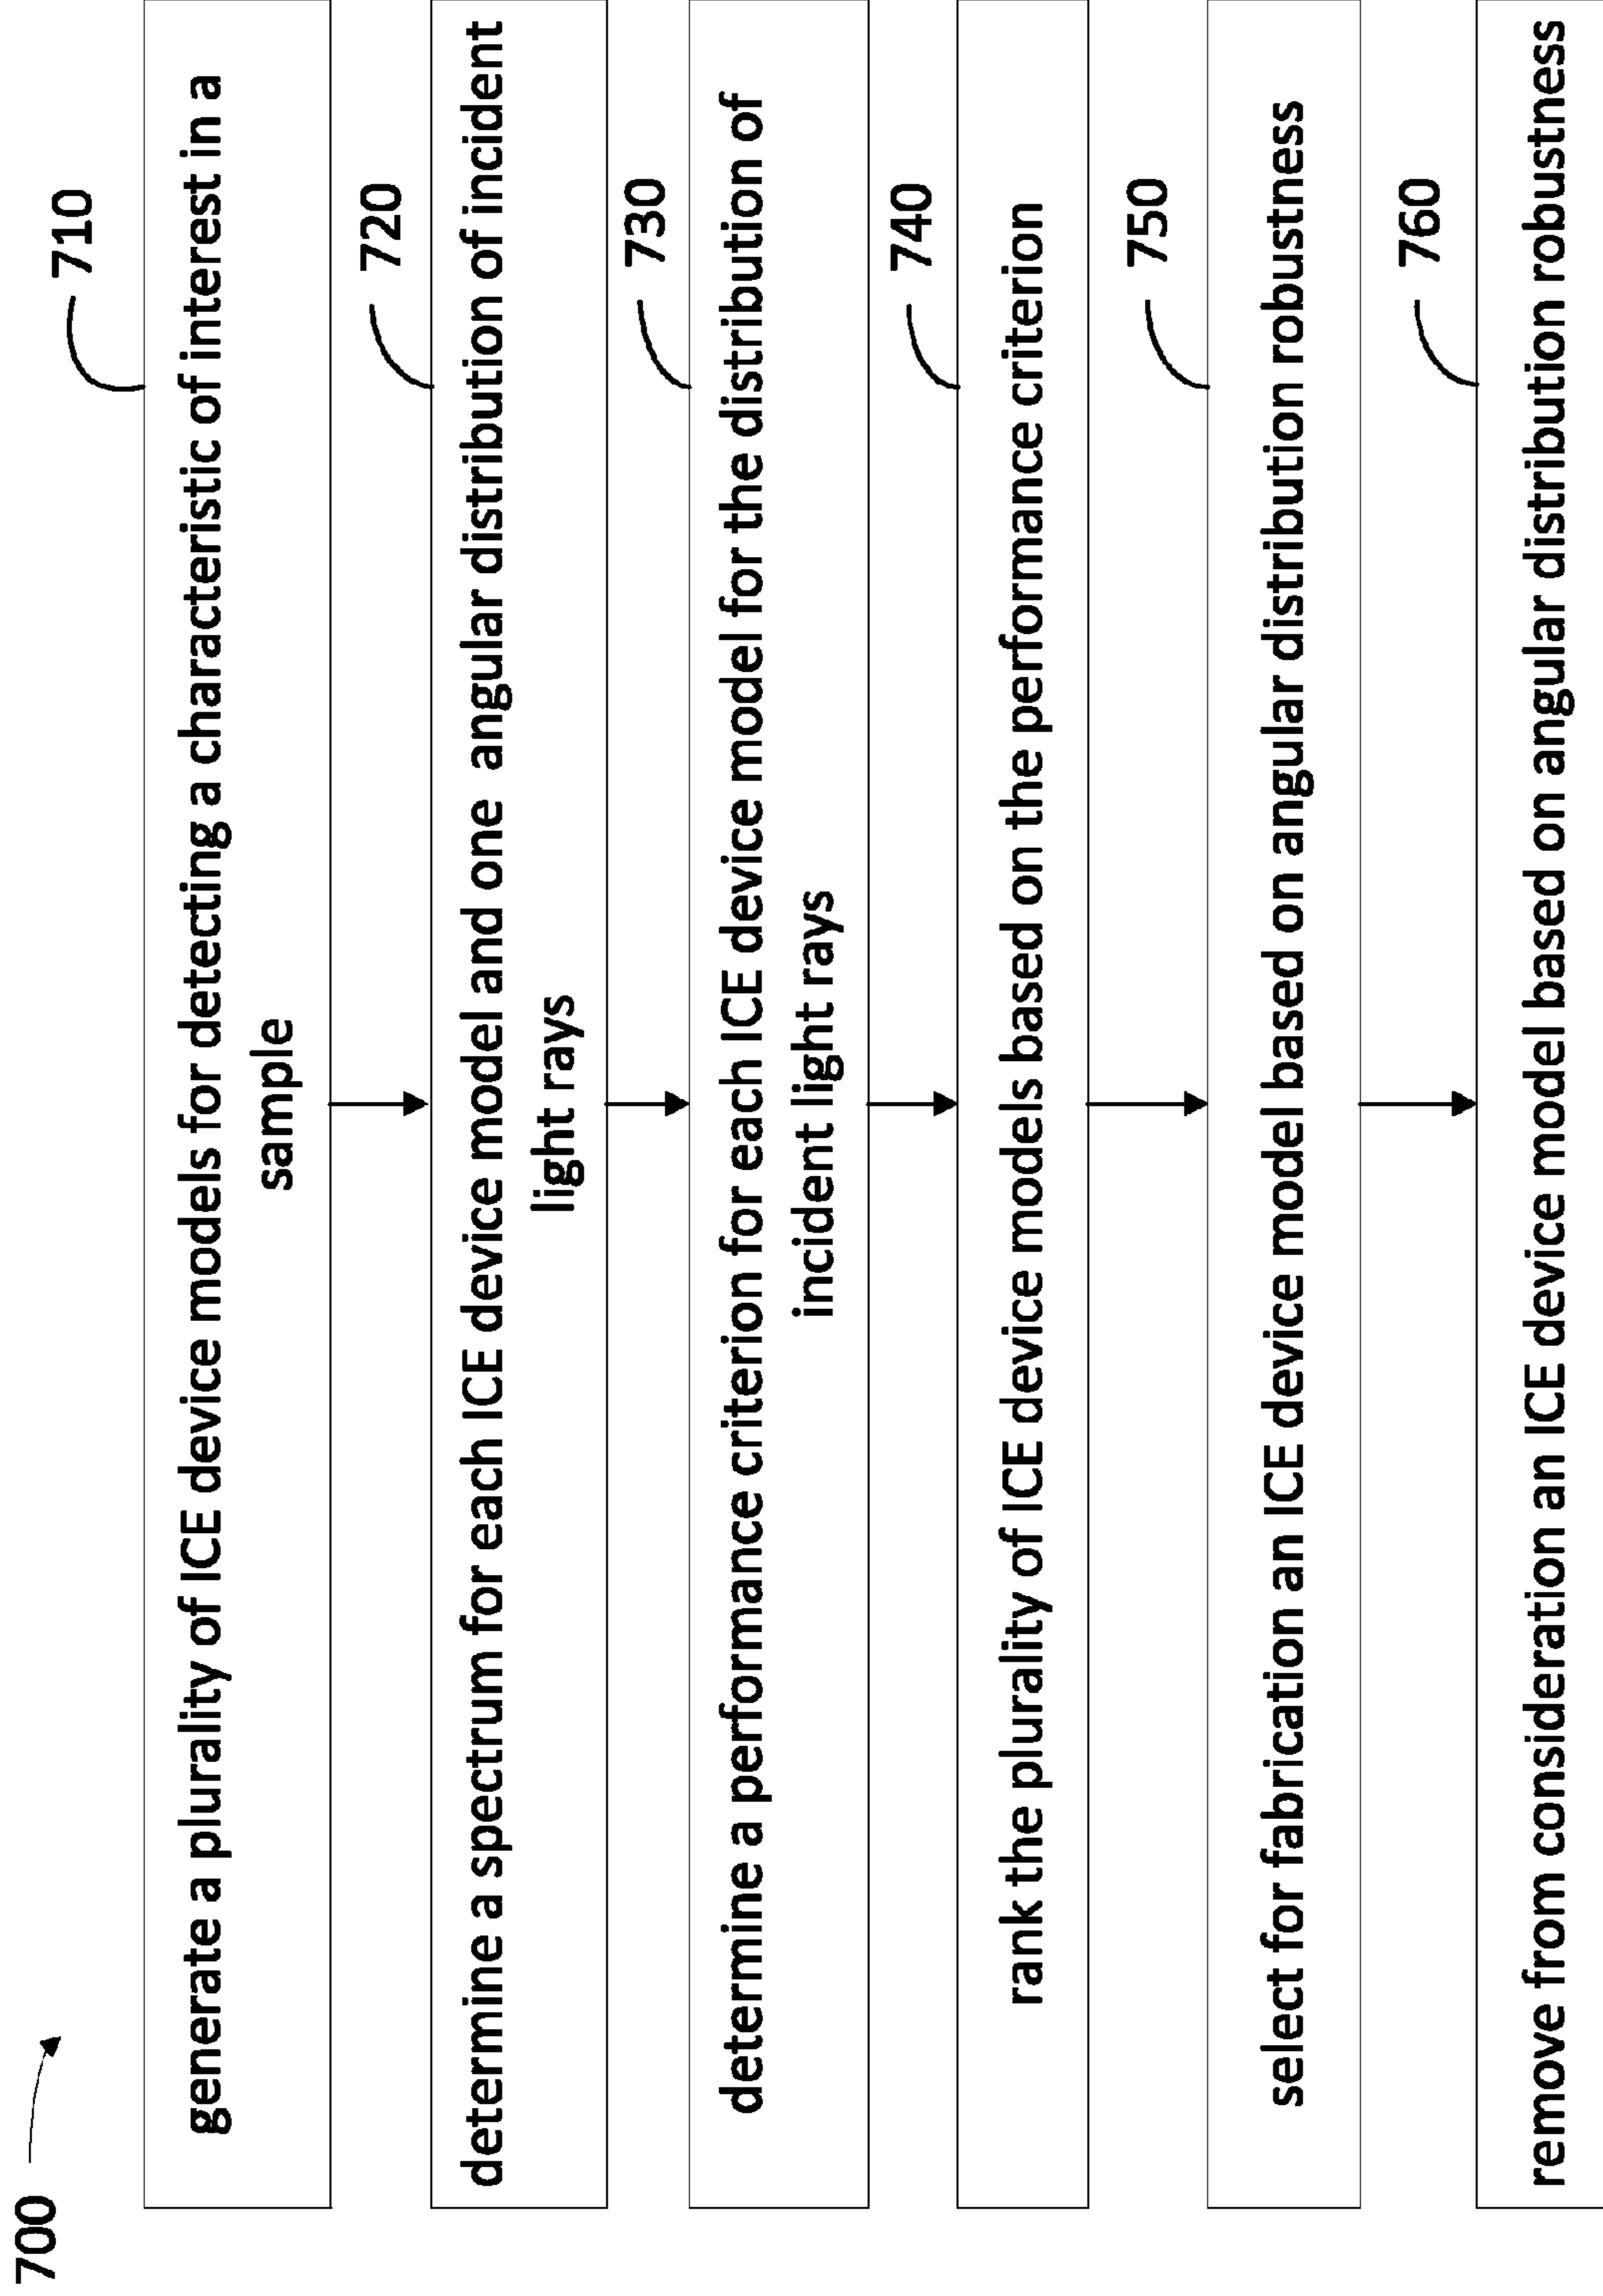 700
710
generate a plurality of ICE device models for detecting a characteristic of interest in a
sample
720
determine a spectrum for each ICE device model and one angular distribution of incident
light rays
730
determine a performance criterion for each ICE device model for the distribution of
incident light rays
740
rank the plurality of ICE device models based on the performance criterion
750
select for fabrication an ICE device model based on angular distribution robustness
760
remove from consideration an ICE device model based on angular distribution robustness